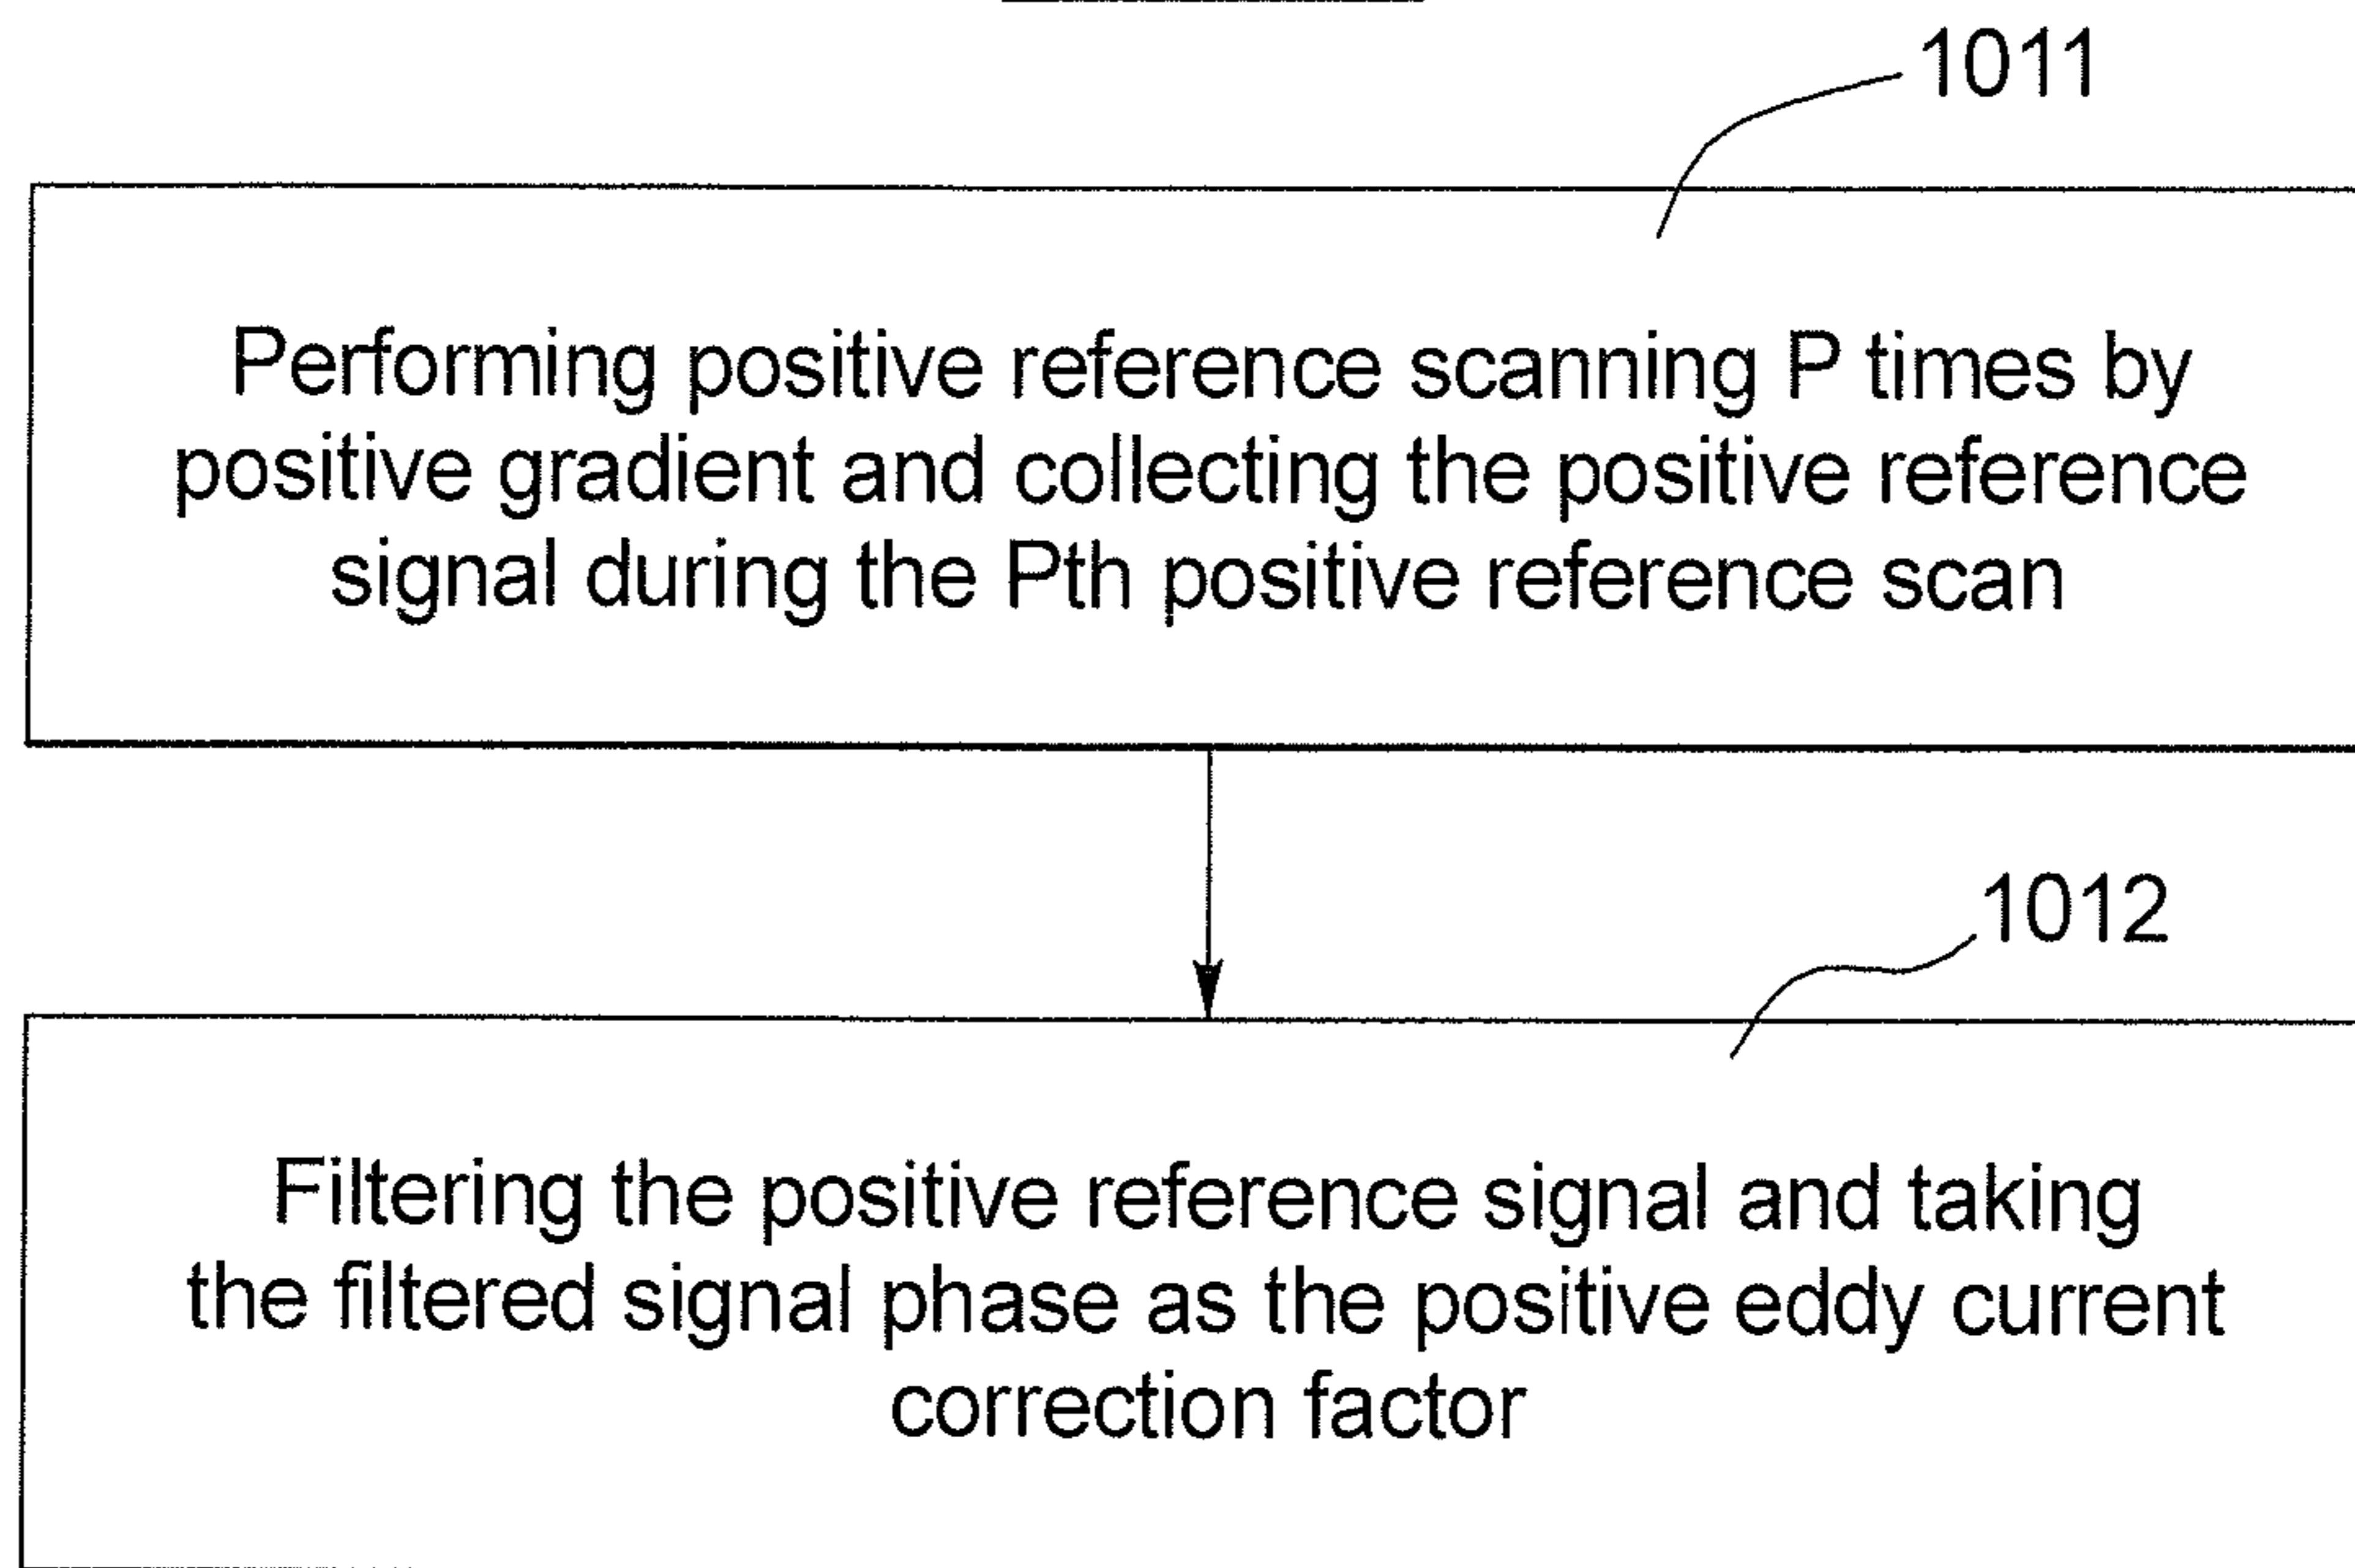 1011
Performing positive reference scanning P times by
positive gradient and collecting the positive reference
signal during the Pth positive reference scan
1012
Filtering the positive reference signal and taking
the filtered signal phase as the positive eddy current
correction factor